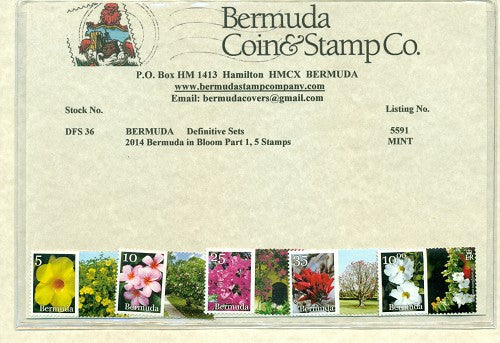 Bermuda
Coin&Stamp Co.
P.O. Box HM 1413 Hamilton HMCX BERMUDA
www.bermudastampcompany.com
Email: bermudacovers@gmail.com
Stock No. Listing No.
DFS 36 BERMUDA Definitive Sets 5591
2014 Bermuda in Bloom Part 1, 5 Stamps MINT
5 10 25 35 10.00
Bermuda Bermuda Bermuda Bermuda Bermuda